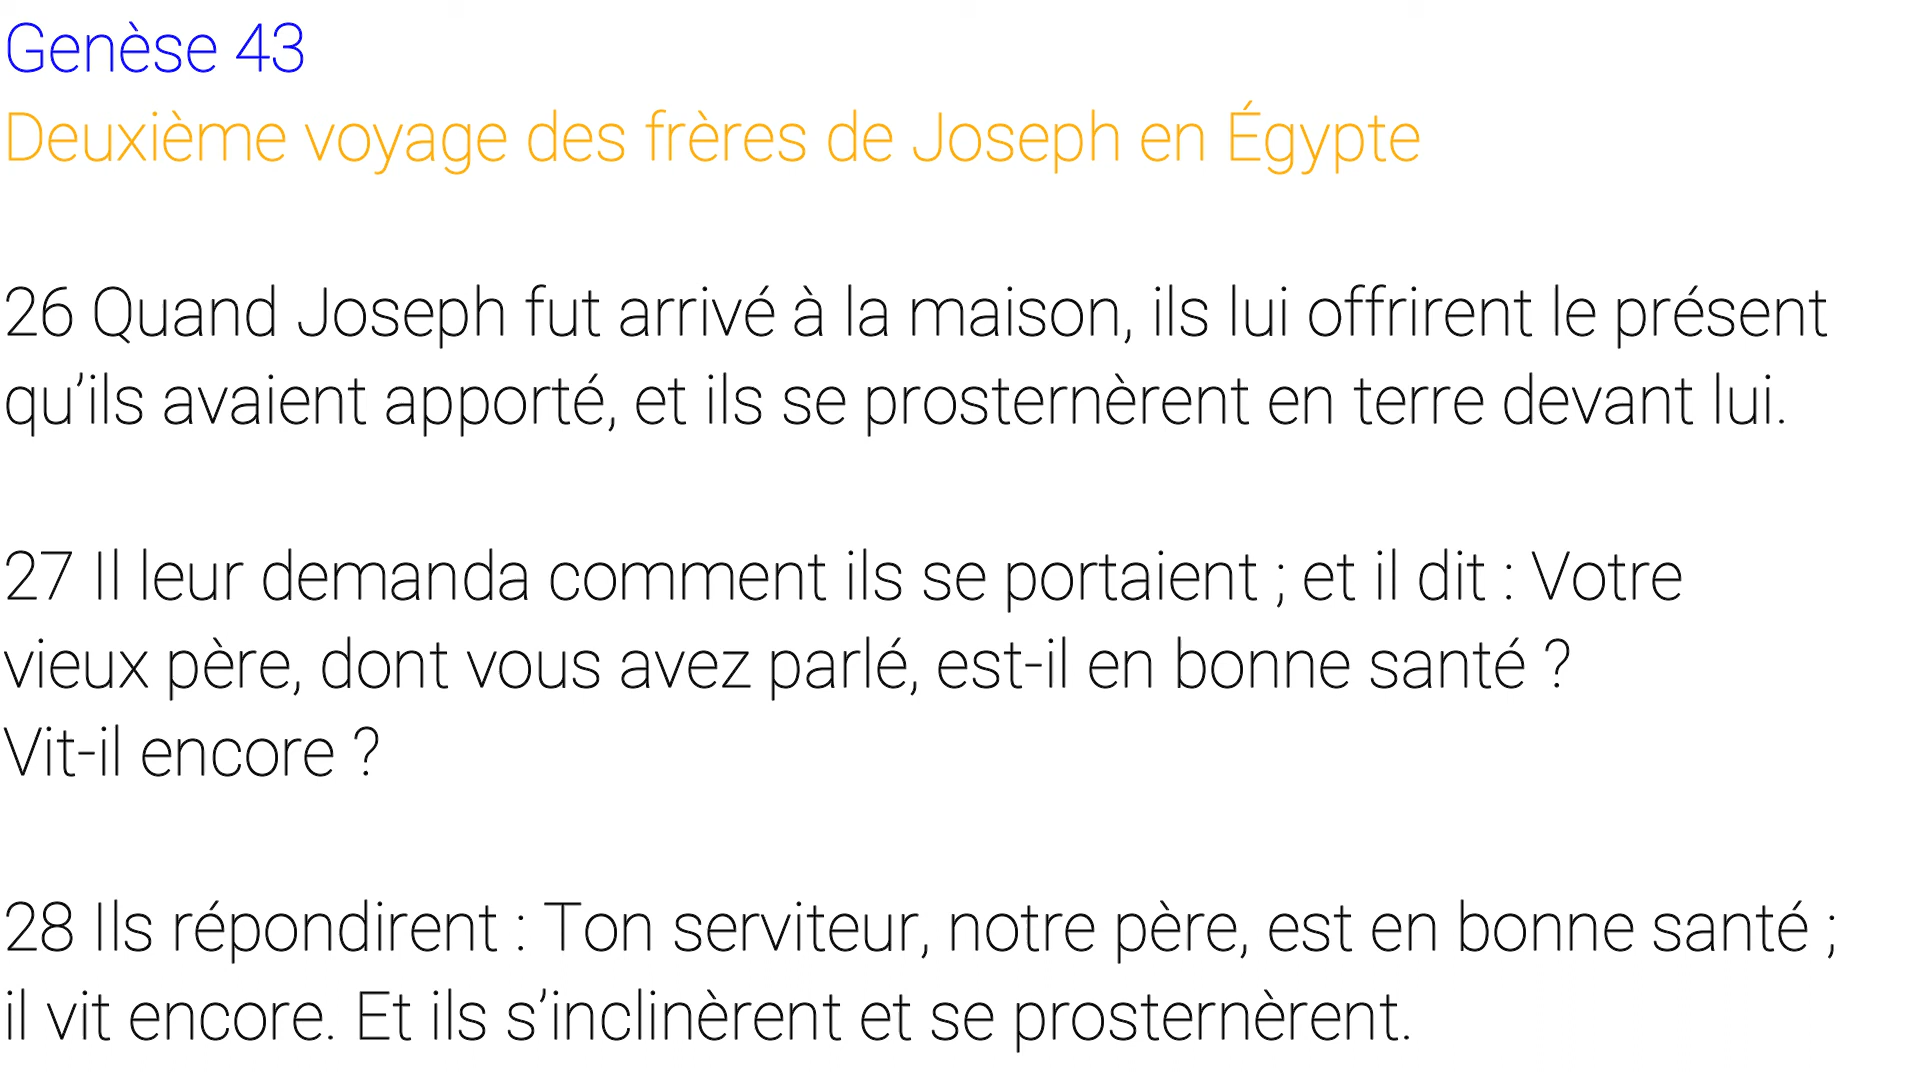 Genèse 43
Deuxième voyage des frères de Joseph en Égypte
26 Quand Joseph fut arrivé à la maison, ils lui offrirent le présent
qu’ils avaient apporté, et ils se prosternèrent en terre devant lui.
27 Il leur demanda comment ils se portaient ; et il dit : Votre
vieux père, dont vous avez parlé, est-il en bonne santé ?
Vit-il encore ?
28 Ils répondirent : Ton serviteur, notre père, est en bonne santé ;
il vit encore. Et ils s’inclinèrent et se prosternèrent.